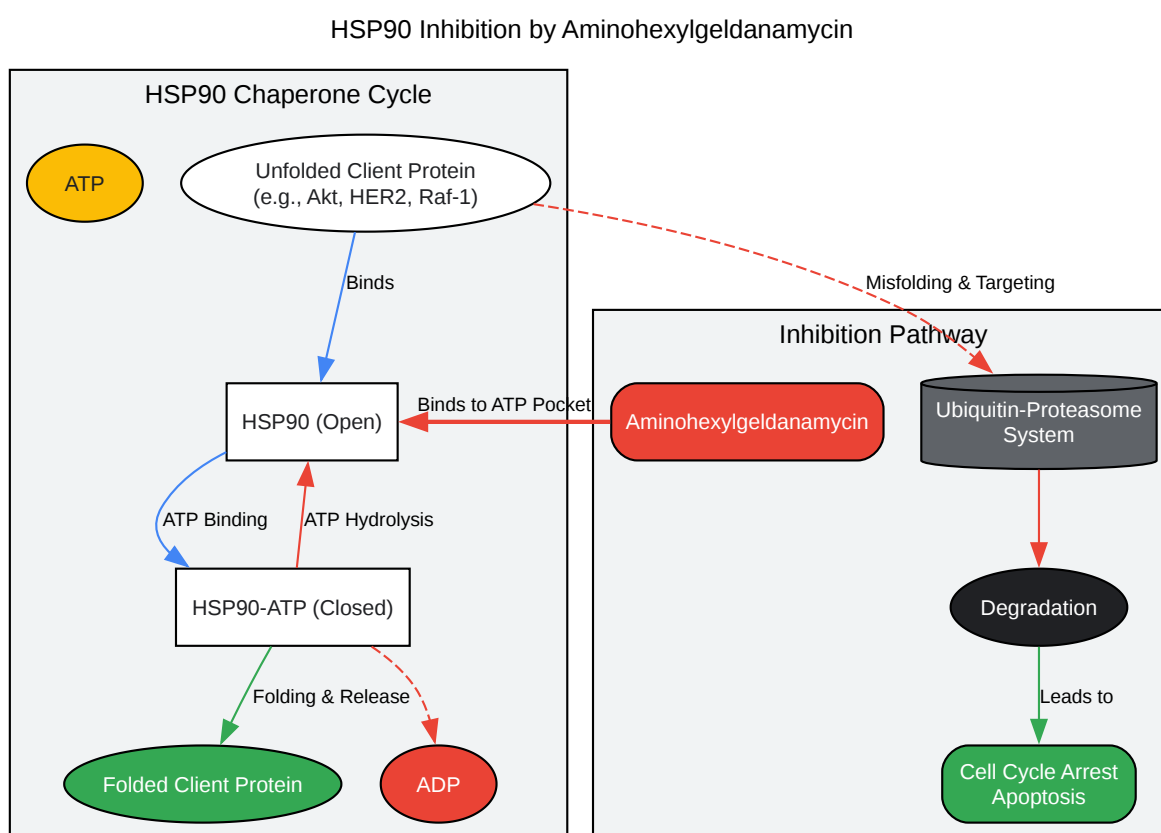 HSP90 Inhibition by Aminohexylgeldanamycin
HSP90 Chaperone Cycle
ATP
Unfolded Client Protein
(e.g., Akt, HER2, Raf-1)
Binds
Misfolding & Targeting
Inhibition Pathway
HSP90 (Open)
Binds to ATP Pocket
Aminohexylgeldanamycin
Ubiquitin-Proteasome
System
ATP Binding
ATP Hydrolysis
HSP90-ATP (Closed)
Degradation
Folding & Release
Leads to
Folded Client Protein
ADP
Cell Cycle Arrest
Apoptosis